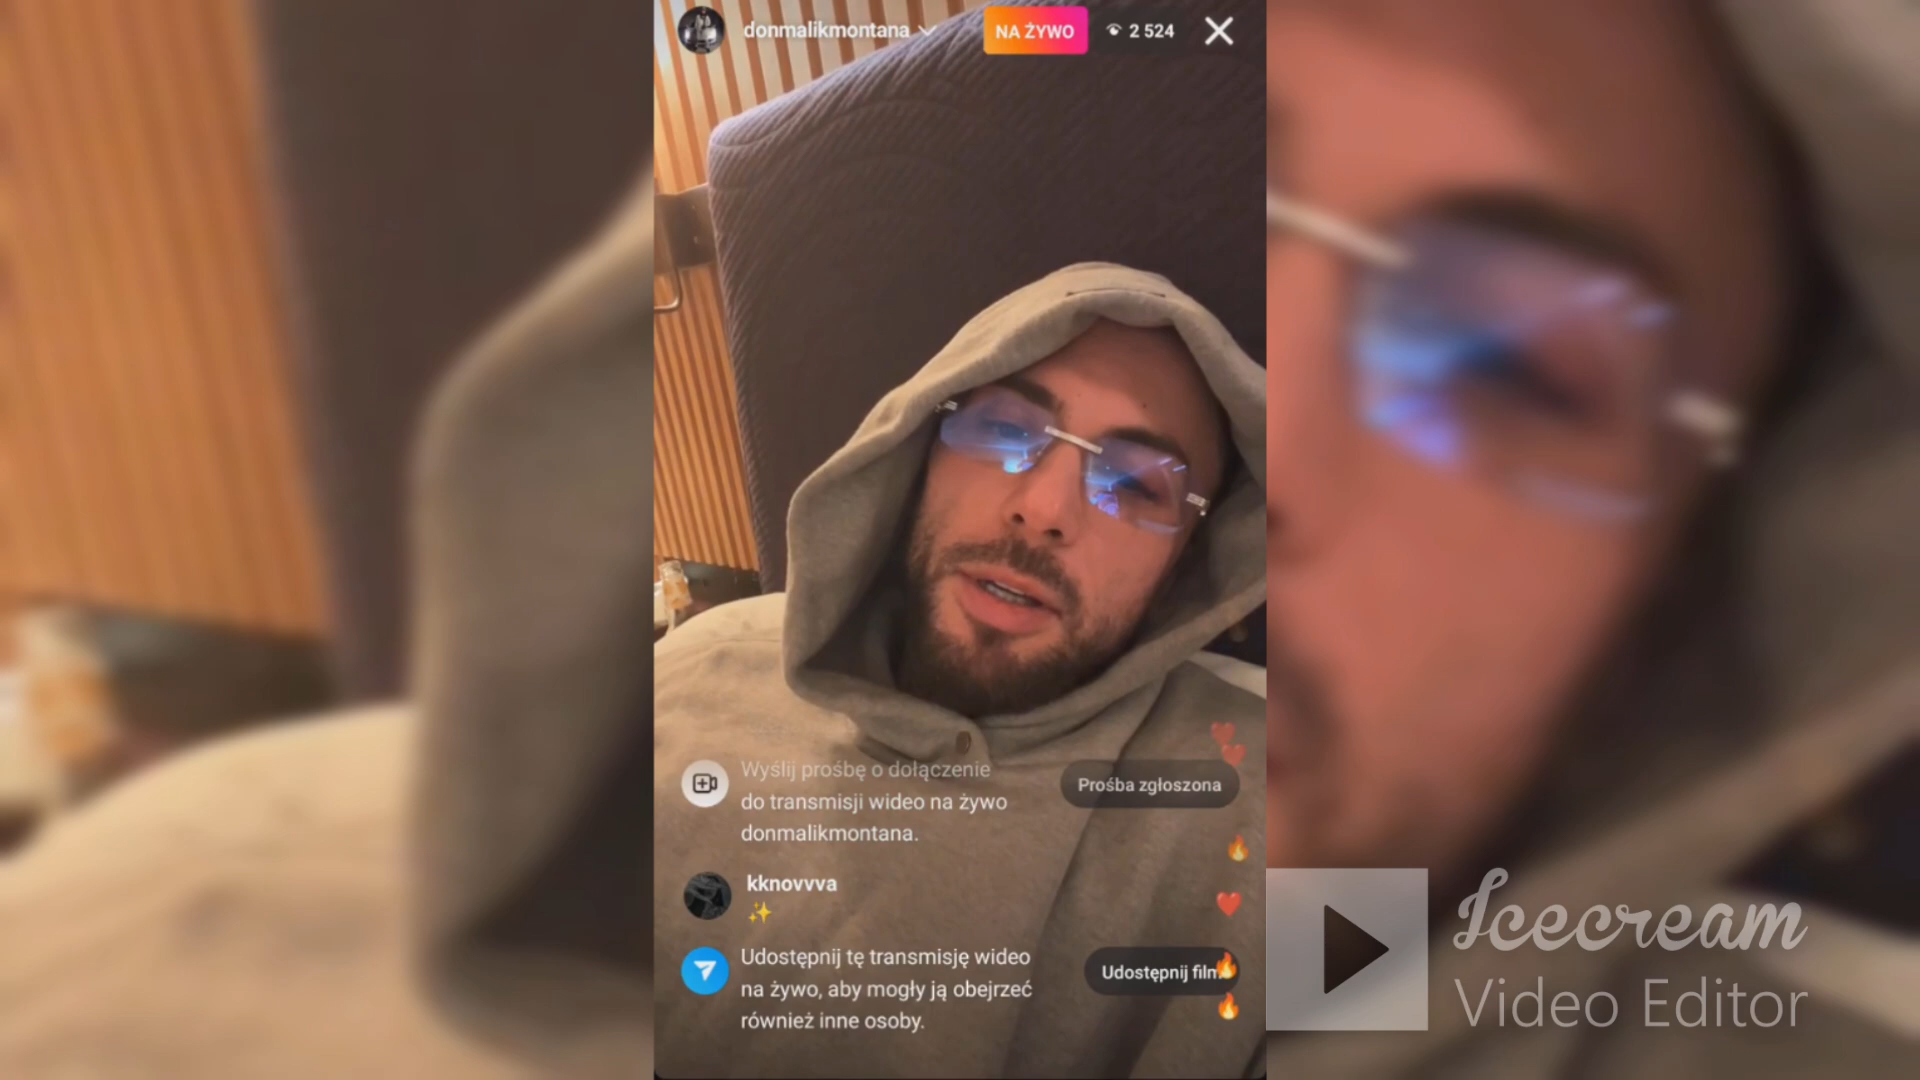 donmalikmontana
NA ŻYWO
2 524
Wyślij prośbę o dołączenie
do transmisji wideo na żywo
donmalikmontana.
Prośba zgłoszona
kknovvva
Udostępnij tę transmisję wideo
na żywo, aby mogły ją obejrzeć
również inne osoby.
Udostępnij film
Icecream
Video Editor